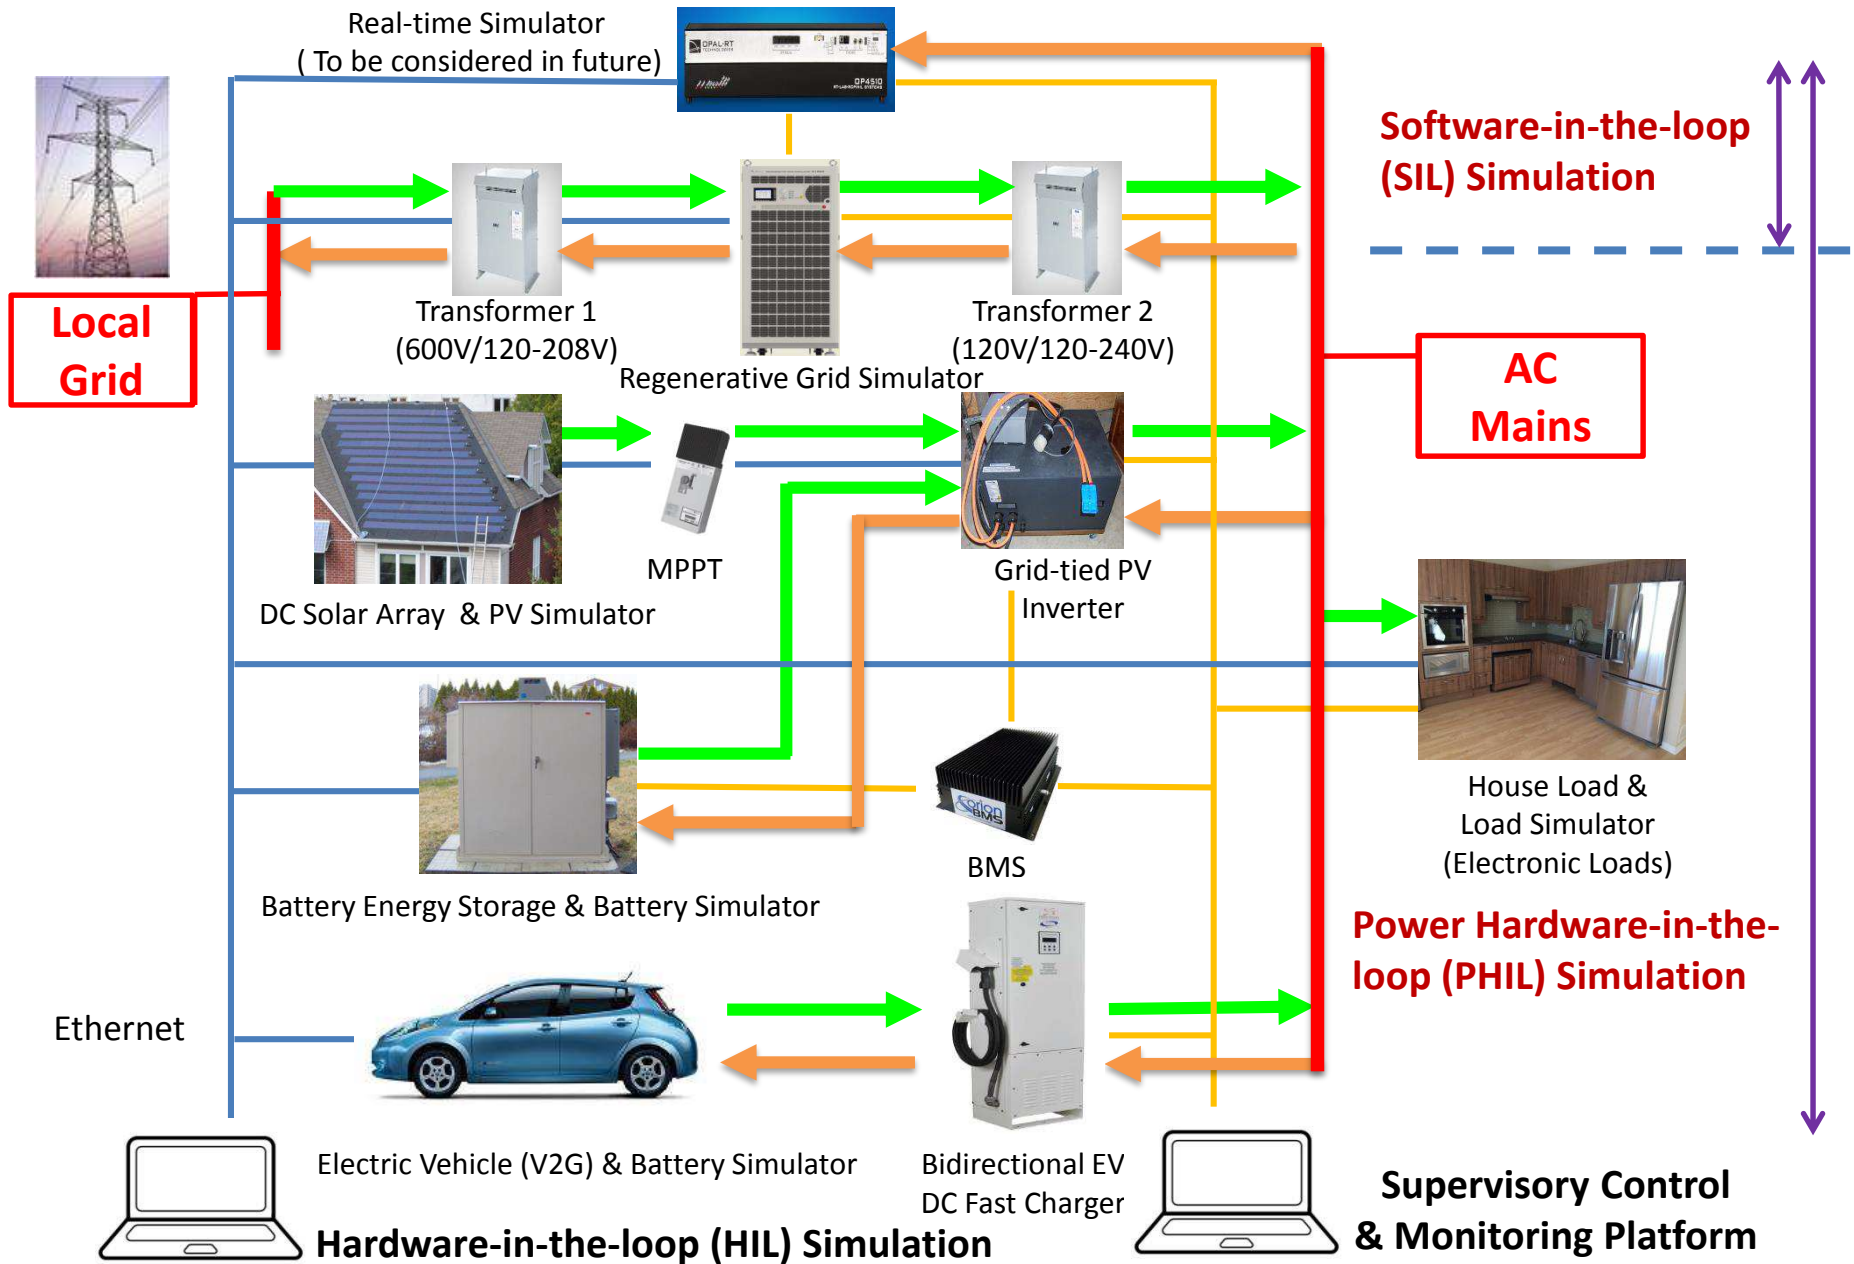 Real-time Simulator
( To be considered in future)
OPAL-RT
TECHNOLOGIES
OP4510
Software-in-the-loop
(SIL) Simulation
Local
Grid
Transformer 1
(600V/120-208V)
Transformer 2
(120V/120-240V)
Regenerative Grid Simulator
AC
Mains
MPPT
Grid-tied PV
Inverter
DC Solar Array & PV Simulator
orion
BMS
BMS
House Load &
Load Simulator
(Electronic Loads)
Battery Energy Storage & Battery Simulator
Power Hardware-in-the-
loop (PHIL) Simulation
Ethernet
Electric Vehicle (V2G) & Battery Simulator
Bidirectional EV
DC Fast Charger
Supervisory Control
& Monitoring Platform
Hardware-in-the-loop (HIL) Simulation